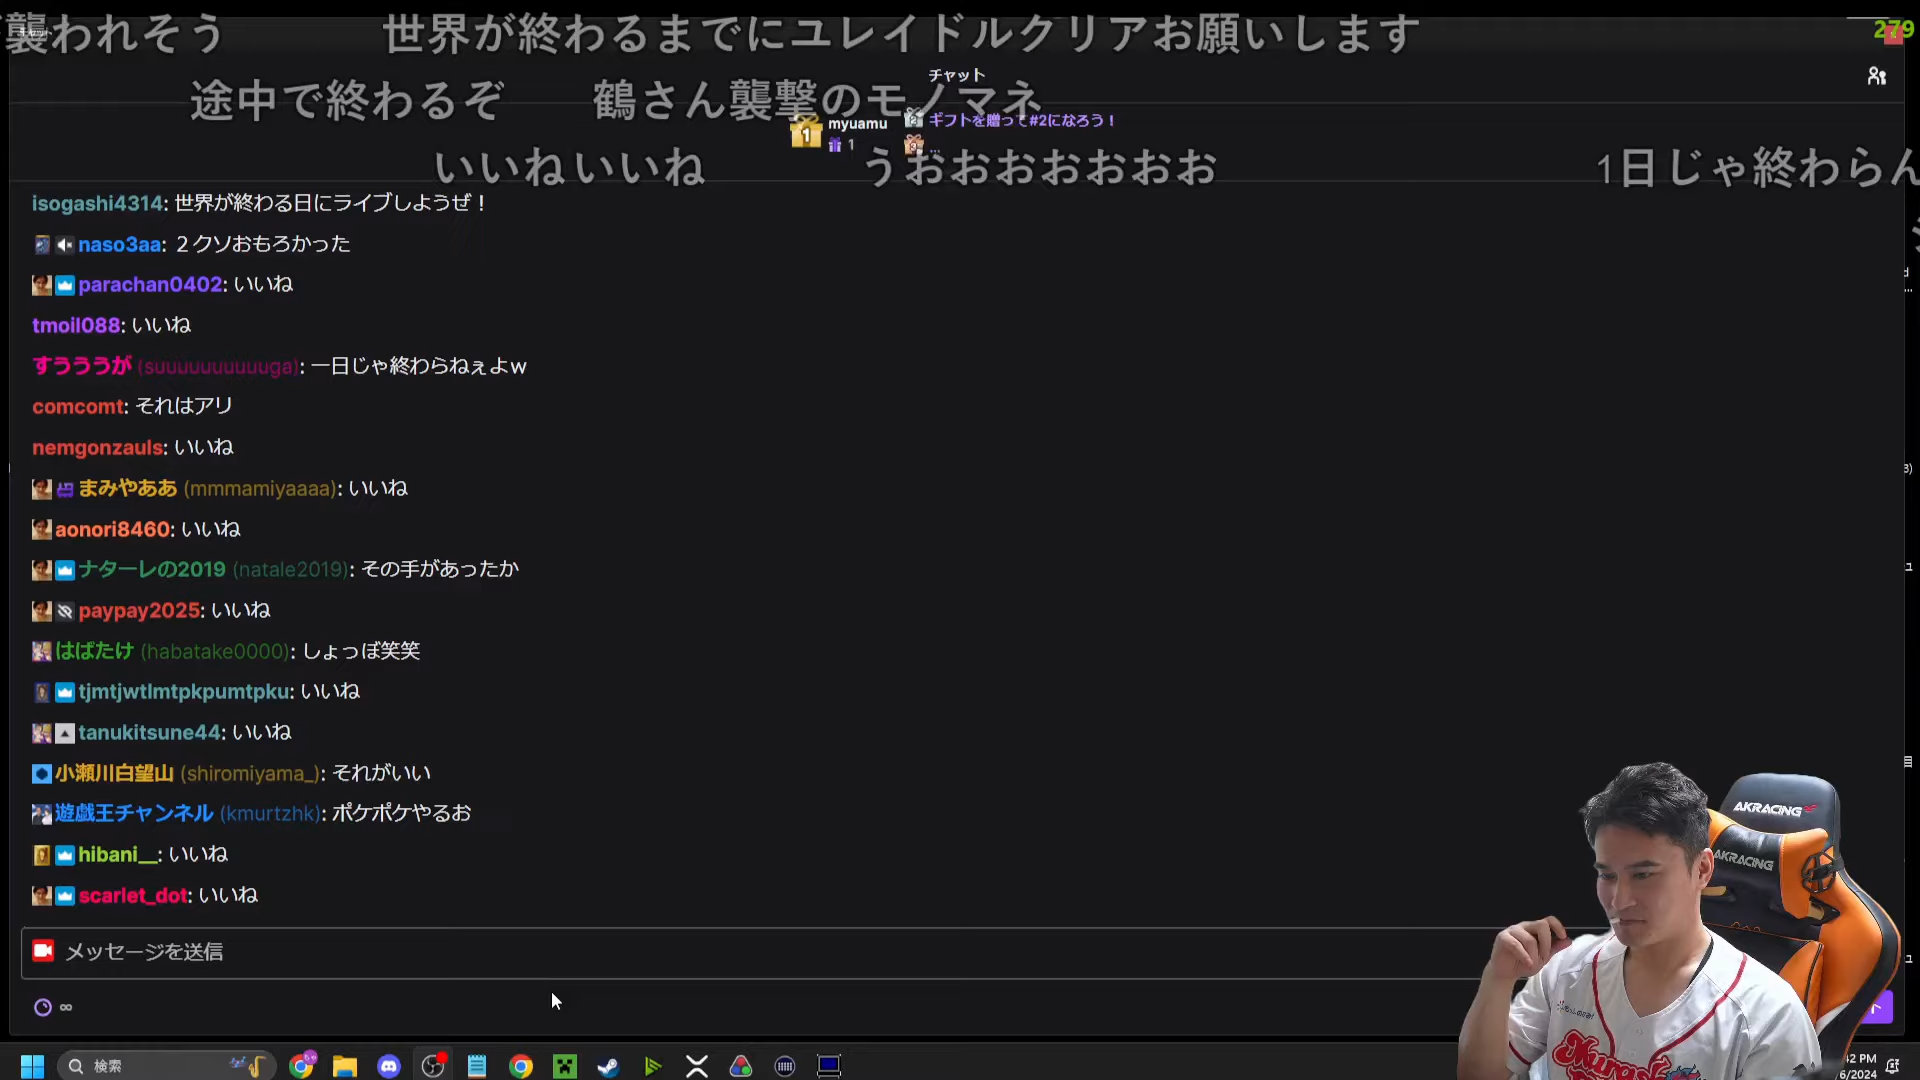 襲われそう
世界が終わるまでにユレイドルクリアお願いします
279
チャット
途中で終わるぞ
鶴さん襲撃のモノマネ
1 myuamu
1
ギフトを贈って#2になろう！
いいねいいね
うおおおおおおお
1日じゃ終わらん
isogashi4314: 世界が終わる日にライブしようぜ！
naso3aa: ２クソおもろかった
parachan0402: いいね
tmoil088: いいね
すうううが (suuuuuuuuuuga): 一日じゃ終わらねぇよw
comcomt: それはアリ
nemgonzauls: いいね
まみやああ (mmmamiyaaaa): いいね
aonori8460: いいね
ナターレの2019 (natale2019): その手があったか
paypay2025: いいね
はばたけ (habatake0000): しょっぼ笑笑
tjmtjwtlmtpkpumtpku: いいね
tanukitsune44: いいね
小瀬川白望山 (shiromiyama_): それがいい
遊戯王チャンネル (kmurtzhk): ポケポケやるお
hibani__: いいね
scarlet_dot: いいね
メッセージを送信
∞
AKRACING
AKRACING
検索
42 PM
6/2024